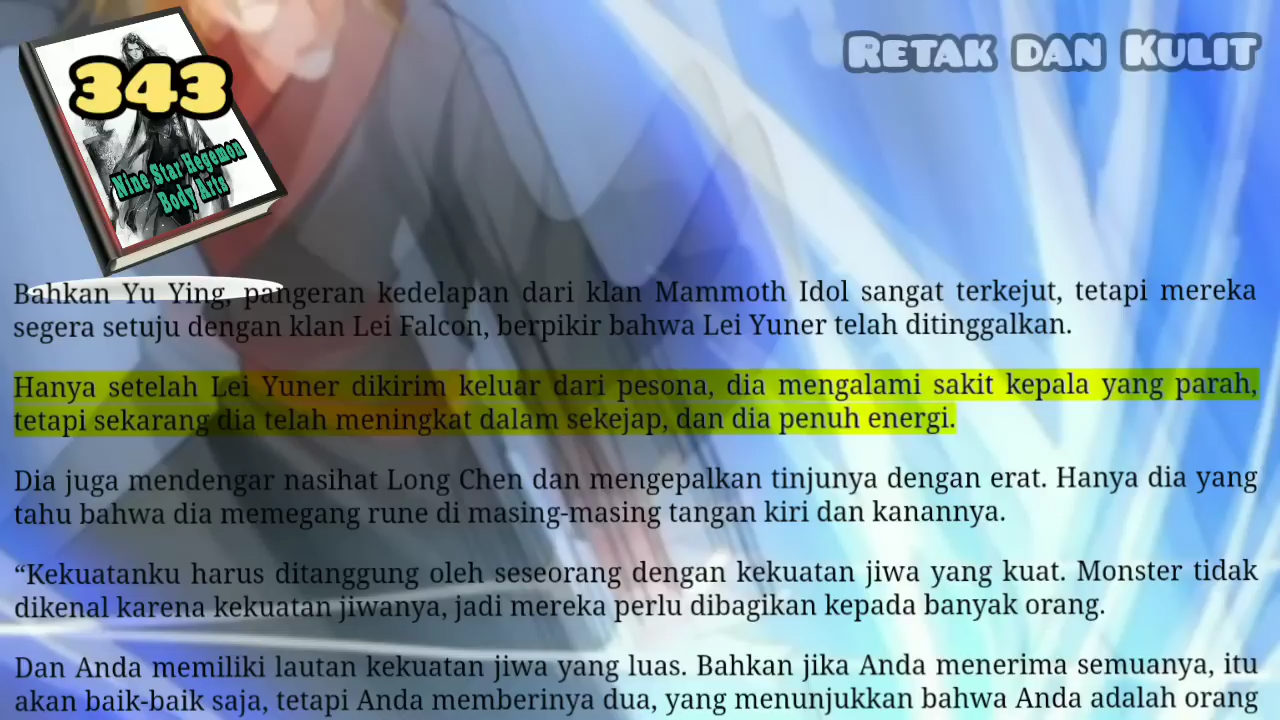 343
Nine Star Hegemon
Body Arts
Retak dan Kulit
Bahkan Yu Ying, pangeran kedelapan dari klan Mammoth Idol sangat terkejut, tetapi mereka
segera setuju dengan klan Lei Falcon, berpikir bahwa Lei Yuner telah ditinggalkan.
Hanya setelah Lei Yuner dikirim keluar dari pesona, dia mengalami sakit kepala yang parah,
tetapi sekarang dia telah meningkat dalam sekejap, dan dia penuh energi.
Dia juga mendengar nasihat Long Chen dan mengepalkan tinjunya dengan erat. Hanya dia yang
tahu bahwa dia memegang rune di masing-masing tangan kiri dan kanannya.
“Kekuatanku harus ditanggung oleh seseorang dengan kekuatan jiwa yang kuat. Monster tidak
dikenal karena kekuatan jiwanya, jadi mereka perlu dibagikan kepada banyak orang.
Dan Anda memiliki lautan kekuatan jiwa yang luas. Bahkan jika Anda menerima semuanya, itu
akan baik-baik saja, tetapi Anda memberinya dua, yang menunjukkan bahwa Anda adalah orang